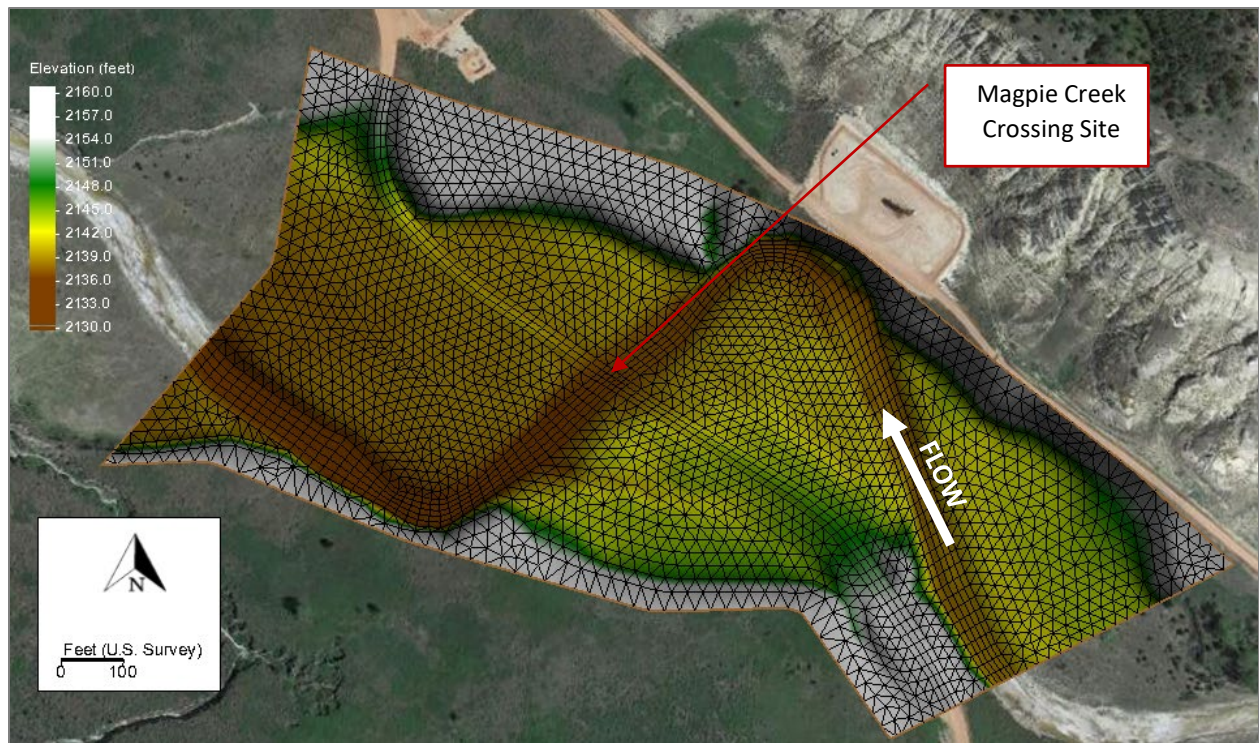 Elevation (feet)
2160.0
2157.0
2154.0
2151.0
2148.0
2145.0
2142.0
2139.0
2136.0
2133.0
2130.0
Magpie Creek
Crossing Site
FLOW
N
Feet (U.S. Survey)
0 100